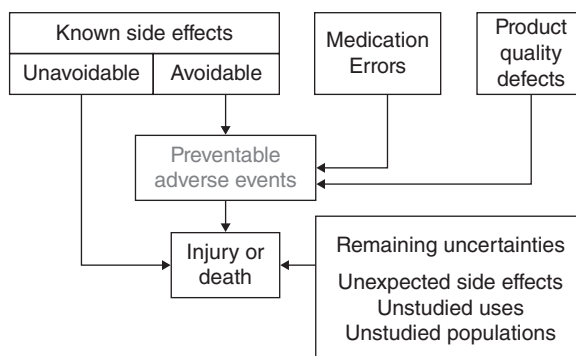 Known side effects
Unavoidable
Avoidable
Medication
Errors
Product
quality
defects
Preventable
adverse events
Injury or
death
Remaining uncertainties
Unexpected side effects
Unstudied uses
Unstudied populations